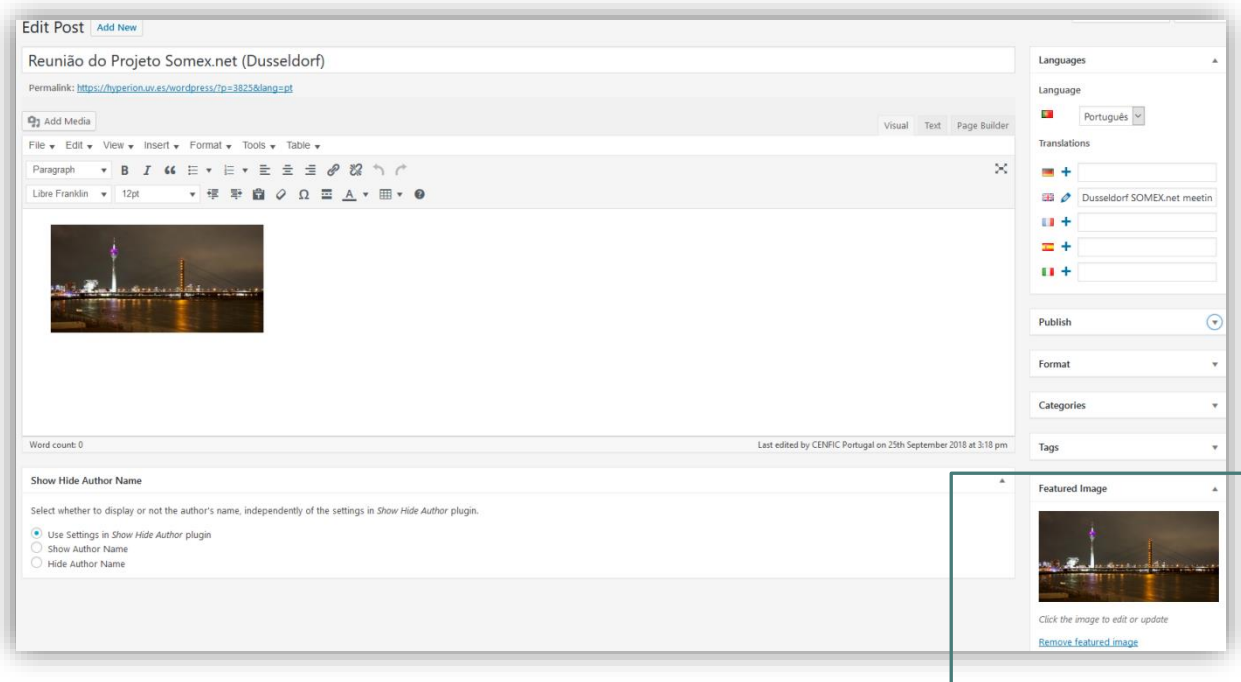 Edit Post Add New
Reunião do Projeto Somex.net (Dusseldorf)
Permalink: https://hyperion.uv.es/wordpress/?p=3825&lang=pt
Add Media
Visual Text Page Builder
File Edit View Insert Format Tools Table
Paragraph B I
Libre Franklin 12pt Ω A
Word count: 0 Last edited by CENFIC Portugal on 25th September 2018 at 3:18 pm
Show Hide Author Name
Select whether to display or not the author's name, independently of the settings in Show Hide Author plugin.
Use Settings in Show Hide Author plugin
Show Author Name
Hide Author Name
Languages
Language
Português
Translations
Dusseldorf SOMEX.net meetin
Publish
Format
Categories
Tags
Featured Image
Click the image to edit or update
Remove featured image